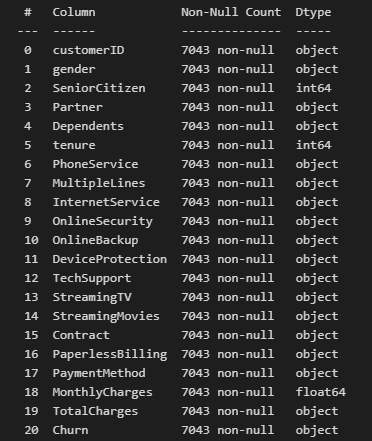 #   Column            Non-Null Count  Dtype
---  ------            --------------  -----
0   customerID        7043 non-null   object
1   gender            7043 non-null   object
2   SeniorCitizen     7043 non-null   int64
3   Partner           7043 non-null   object
4   Dependents        7043 non-null   object
5   tenure            7043 non-null   int64
6   PhoneService      7043 non-null   object
7   MultipleLines     7043 non-null   object
8   InternetService   7043 non-null   object
9   OnlineSecurity    7043 non-null   object
10  OnlineBackup      7043 non-null   object
11  DeviceProtection  7043 non-null   object
12  TechSupport       7043 non-null   object
13  StreamingTV       7043 non-null   object
14  StreamingMovies   7043 non-null   object
15  Contract          7043 non-null   object
16  PaperlessBilling  7043 non-null   object
17  PaymentMethod     7043 non-null   object
18  MonthlyCharges    7043 non-null   float64
19  TotalCharges      7043 non-null   object
20  Churn             7043 non-null   object